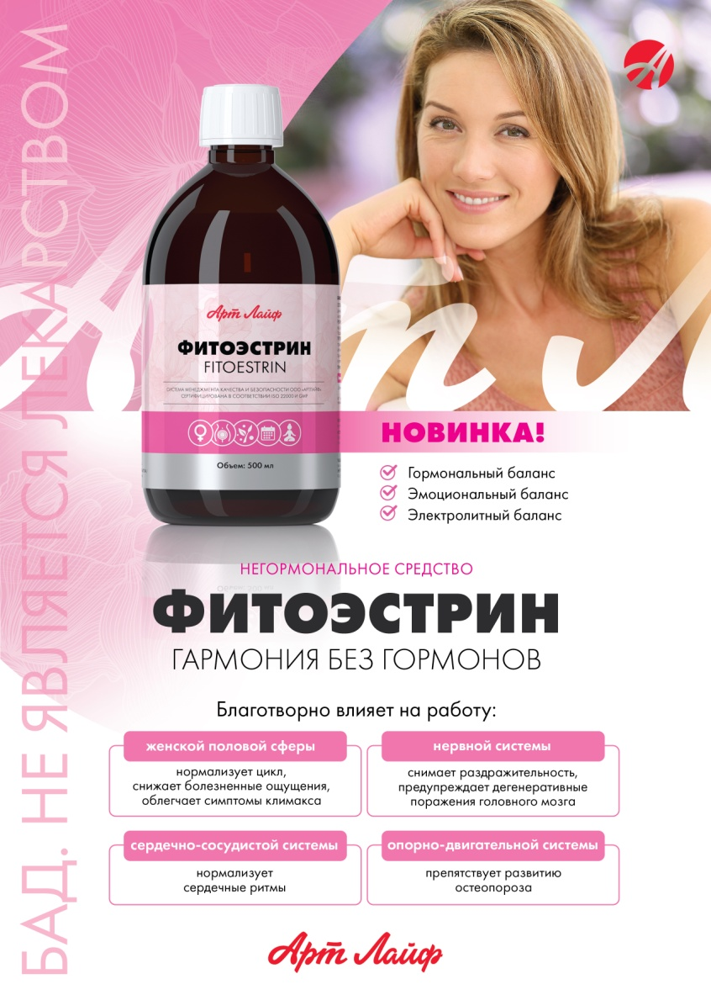 БАД. НЕ ЯВЛЯЕТСЯ ЛЕКАРСТВОМ
Арт Лайф
ФИТОЭСТРИН
FITOESTRIN
СИСТЕМА МЕНЕДЖМЕНТА КАЧЕСТВА И БЕЗОПАСНОСТИ ООО «АРТЛАЙФ»
СЕРТИФИЦИРОВАНА В СООТВЕТСТВИИ ISO 22000 И GMP
Объем: 500 мл
НОВИНКА!
Гормональный баланс
Эмоциональный баланс
Электролитный баланс
НЕГОРМОНАЛЬНОЕ СРЕДСТВО
ФИТОЭСТРИН
ГАРМОНИЯ БЕЗ ГОРМОНОВ
Благотворно влияет на работу:
женской половой сферы
нормализует цикл,
снижает болезненные ощущения,
облегчает симптомы климакса
нервной системы
снимает раздражительность,
предупреждает дегенеративные
поражения головного мозга
сердечно-сосудистой системы
нормализует
сердечные ритмы
опорно-двигательной системы
препятствует развитию
остеопороза
Арт Лайф